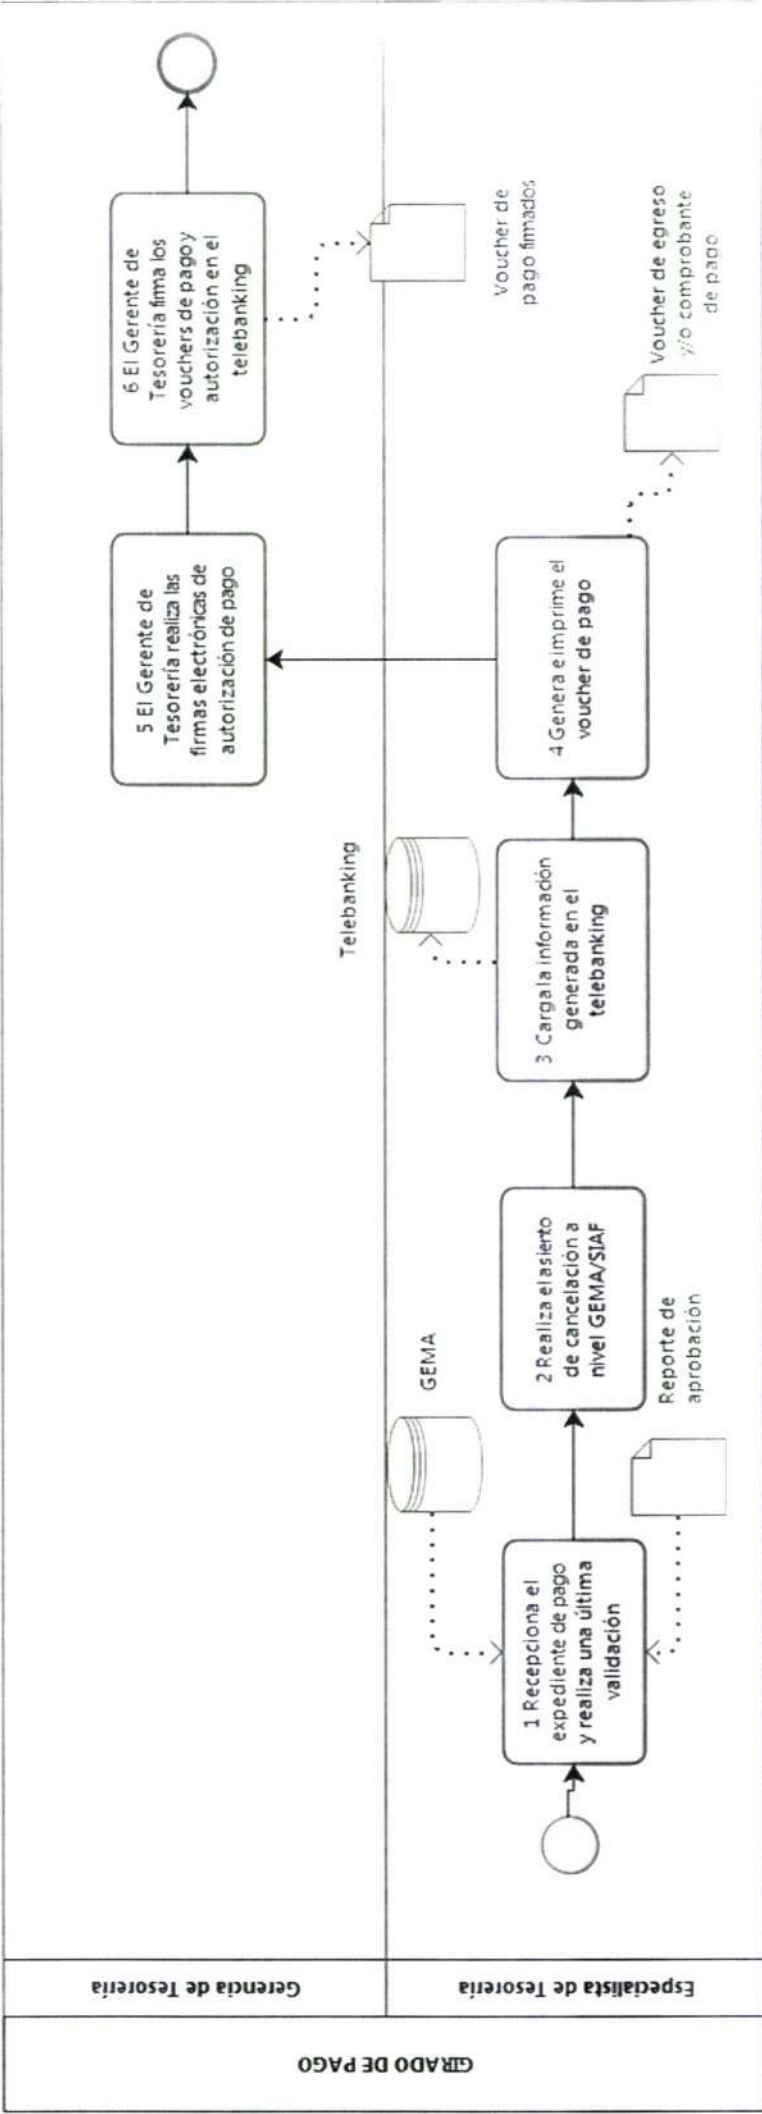 GIRADO DE PAGO
Gerencia de Tesorería
Especialista de Tesorería
1 Recepciona el
expediente de pago
y realiza una última
validación
GEMA
Reporte de
aprobación
2 Realiza el asierto
de cancelación a
nivel GEMA/SIAF
3 Carga la información
generada en el
telebanking
Telebanking
4 Genera e imprime el
voucher de pago
Voucher de egreso
y/o comprobante
de pago
5 El Gerente de
Tesorería realiza las
firmas electrónicas de
autorización de pago
6 El Gerente de
Tesorería firma los
vouchers de pago y
autorización en el
telebanking
Voucher de
pago firmados